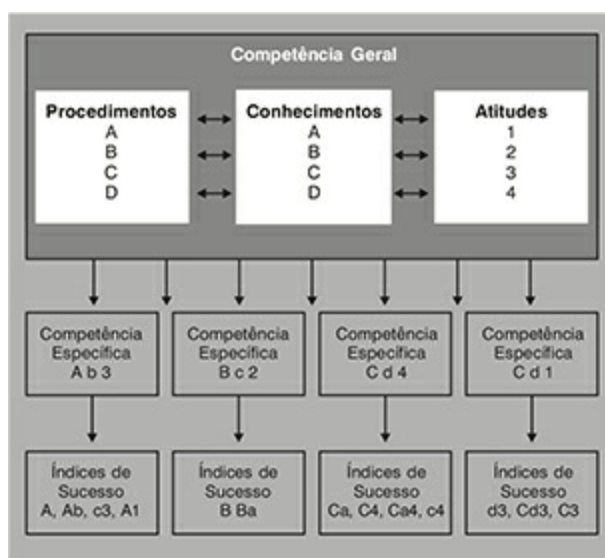 Competência Geral
Procedimentos
A
B
C
D
Conhecimentos
A
B
C
D
Atitudes
1
2
3
4
Competência
Específica
A b 3
Competência
Específica
B c 2
Competência
Específica
C d 4
Competência
Específica
C d 1
Índices de
Sucesso
A, Ab, c3, A1
Índices de
Sucesso
B Ba
Índices de
Sucesso
Ca, C4, Ca4, c4
Índices de
Sucesso
d3, Cd3, C3